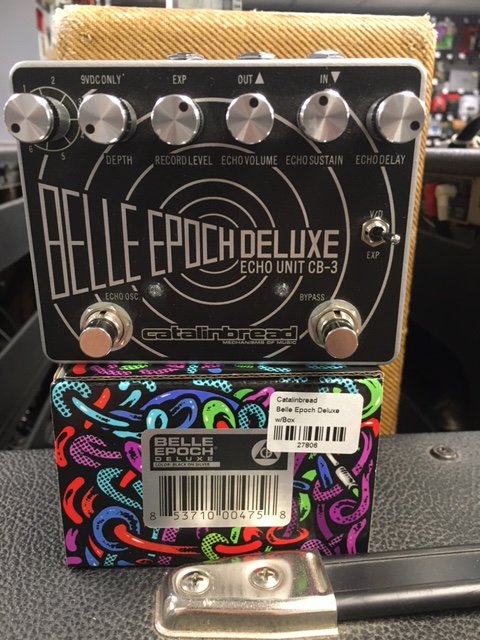 9VDC ONLY
EXP
OUT▲
IN▼
1
2
5
6
DEPTH
RECORD LEVEL
ECHO VOLUME
ECHO SUSTAIN
ECHO DELAY
BELLE EPOCH DELUXE
ECHO UNIT CB-3
V/O
EXP.
ECHO OSC.
BYPASS
catalinbread
MECHANISMS OF MUSIC
Catalinbread
Belle Epoch Deluxe
w/Box
27806
BELLE
EPOCH
DELUXE
COLOR: BLACK ON SILVER
8 53710 00475 8